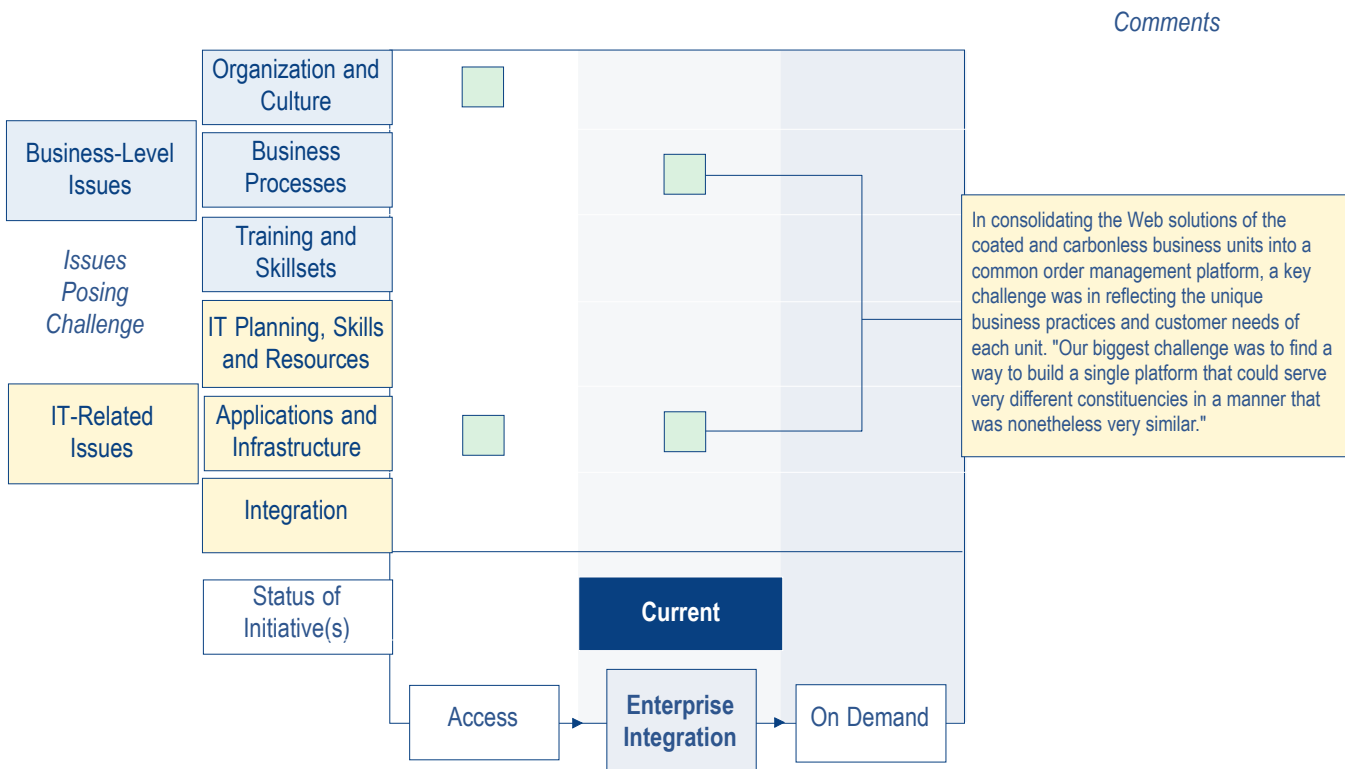 Comments
Organization and
Culture
Business-Level
Issues
Business
Processes
Training and
Skillsets
Issues
Posing
Challenge
IT Planning, Skills
and Resources
IT-Related
Issues
Applications and
Infrastructure
Integration
In consolidating the Web solutions of the
coated and carbonless business units into a
common order management platform, a key
challenge was in reflecting the unique
business practices and customer needs of
each unit. "Our biggest challenge was to find a
way to build a single platform that could serve
very different constituencies in a manner that
was nonetheless very similar."
Status of
Initiative(s)
Current
Access
Enterprise
Integration
On Demand